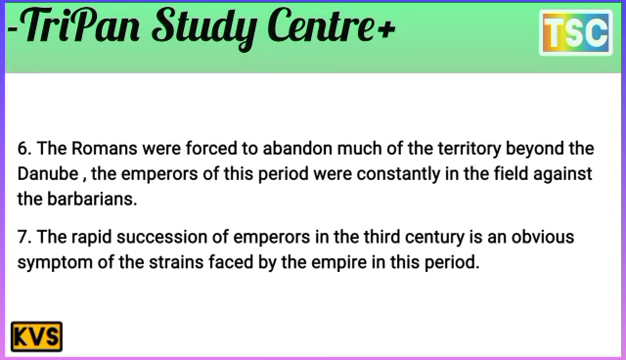 -TriPan Study Centre+
TSC
6. The Romans were forced to abandon much of the territory beyond the
Danube , the emperors of this period were constantly in the field against
the barbarians.
7. The rapid succession of emperors in the third century is an obvious
symptom of the strains faced by the empire in this period.
KVS